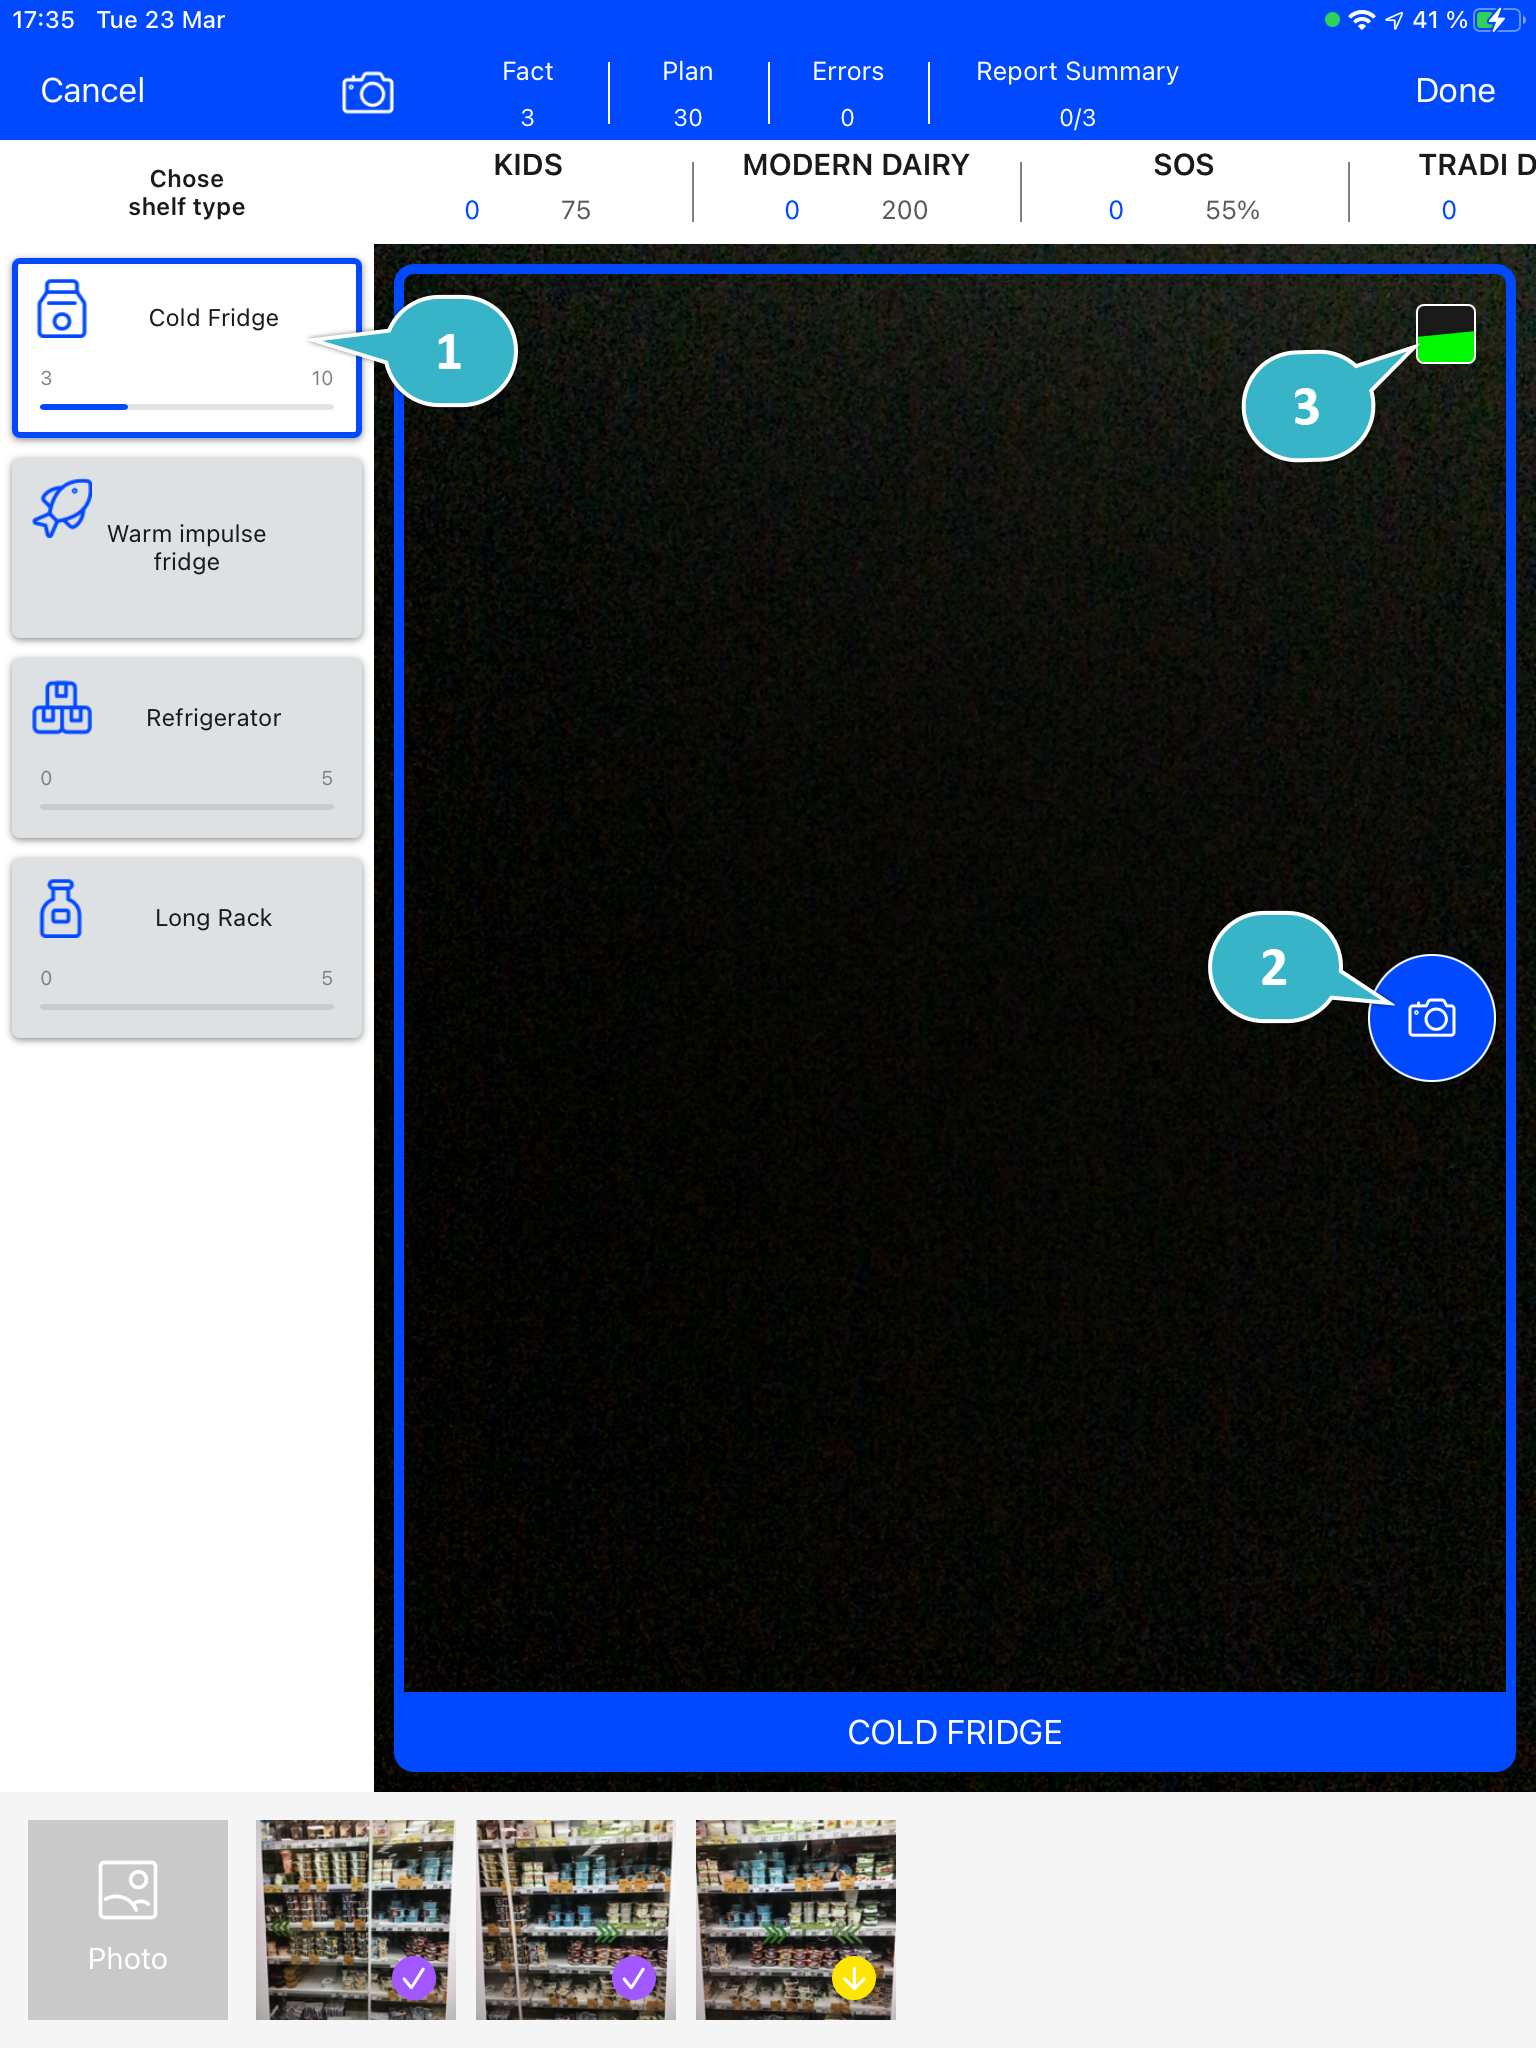 17:35 Tue 23 Mar
41 %
Cancel
Fact
Plan
Errors
Report Summary
3
30
0
0/3
Done
Chose
shelf type
KIDS
MODERN DAIRY
SOS
TRADI D
0
75
0
200
0
55%
0
Cold Fridge
3
10
1
3
Warm impulse
fridge
Refrigerator
0
5
Long Rack
0
5
2
COLD FRIDGE
Photo